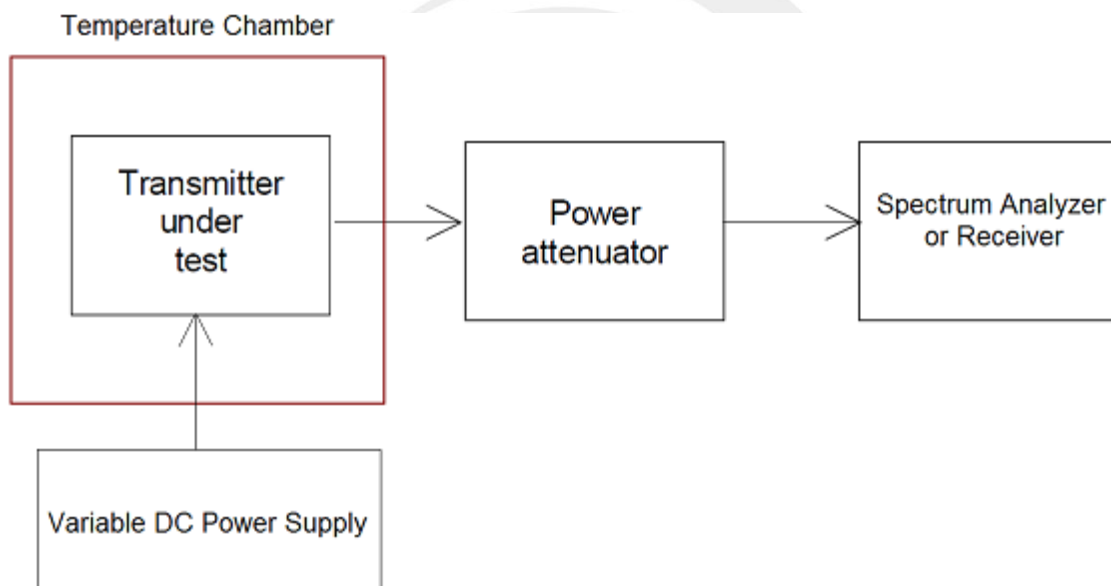 Temperature Chamber
Transmitter
under
test
Power
attenuator
Spectrum Analyzer
or Receiver
Variable DC Power Supply